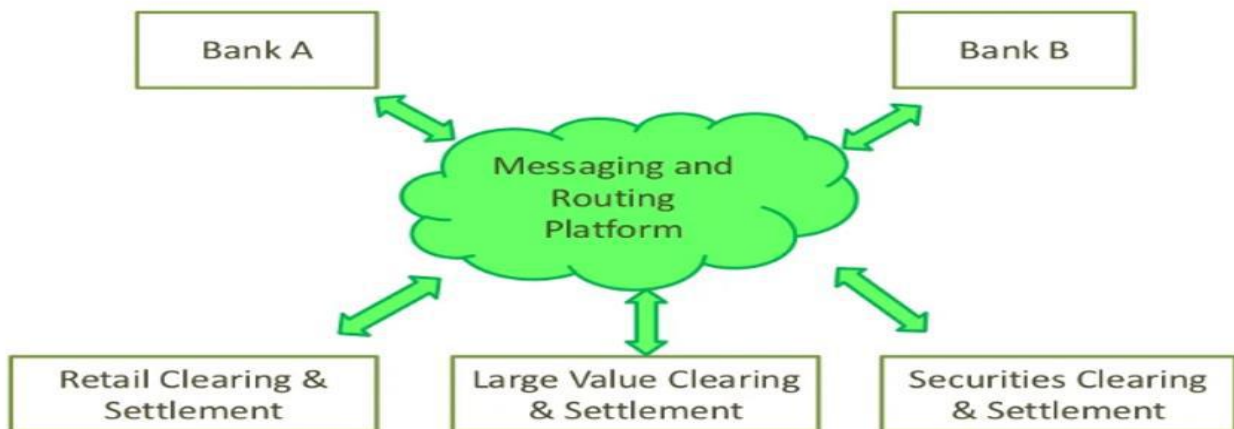 Bank A
Bank B
Messaging and
Routing
Platform
Retail Clearing &
Settlement
Large Value Clearing
& Settlement
Securities Clearing
& Settlement